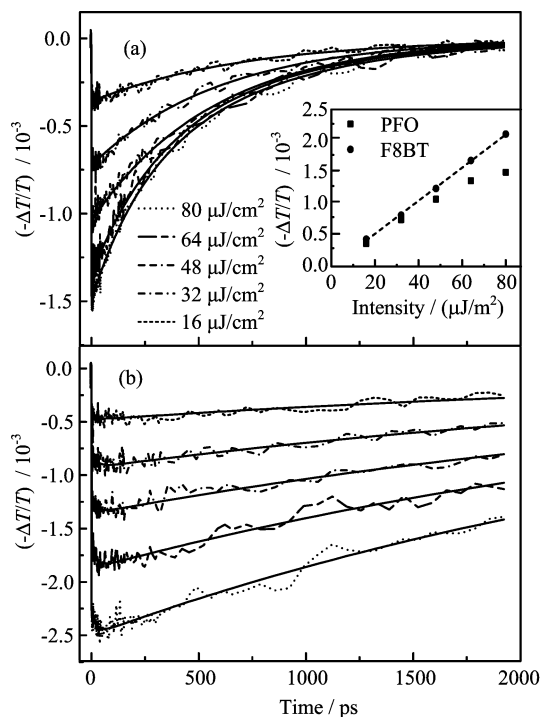 (a)
0.0
-0.5
-1.0
-1.5
(-ΔT/T) / 10⁻³
80 μJ/cm²
64 μJ/cm²
48 μJ/cm²
32 μJ/cm²
16 μJ/cm²
PFO
F8BT
2.5
2.0
1.5
1.0
0.5
0.0
(-ΔT/T) / 10⁻³
0 20 40 60 80
Intensity / (μJ/m²)
(b)
0.0
-0.5
-1.0
-1.5
-2.0
-2.5
(-ΔT/T) / 10⁻³
0 500 1000 1500 2000
Time / ps